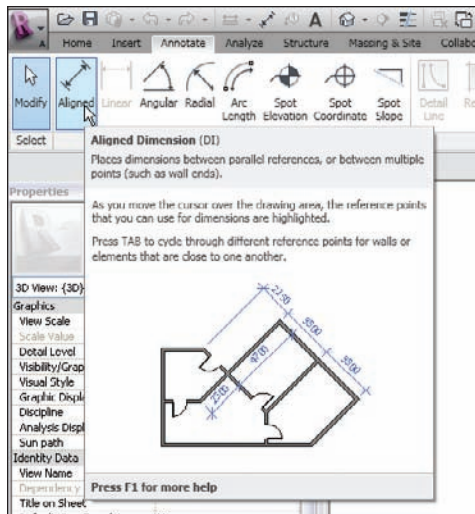 Home Insert Annotate Analyze Structure Massing & Site Collabo
Modify Aligned Linear Angular Radial Arc Length Spot Elevation Spot Coordinate Spot Slope Detail Line
Select
Aligned Dimension (DI)
Places dimensions between parallel references, or between multiple
points (such as wall ends).
As you move the cursor over the drawing area, the reference points
that you can use for dimensions are highlighted.
Press TAB to cycle through different reference points for walls or
elements that are close to one another.
Properties
3D View: {3D}
Graphics
View Scale
Scale Value
Detail Level
Visibility/Grap
Visual Style
Graphic Displ
Discipline
Analysis Displ
Sun path
Identity Data
View Name
Dependency
Title on Sheet
Press F1 for more help